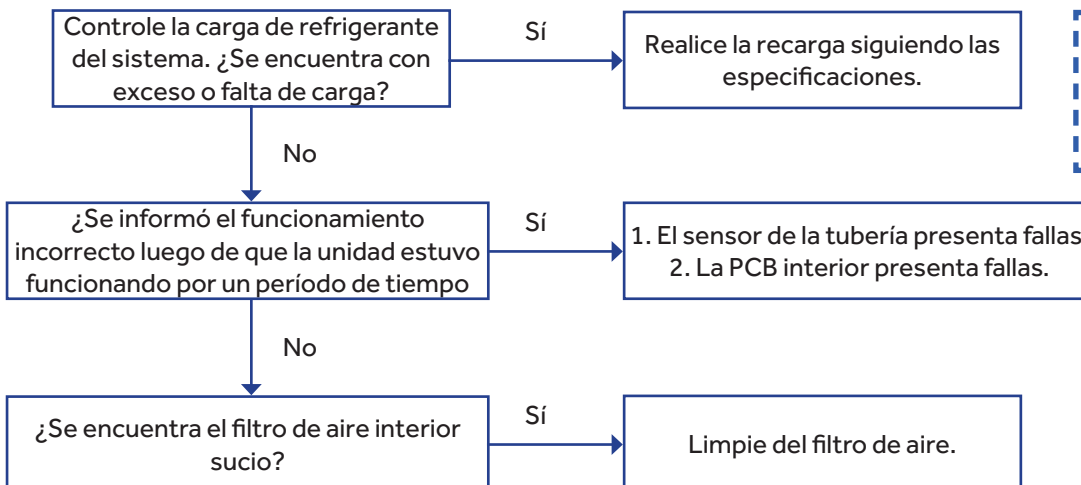 Controle la carga de refrigerante
del sistema. ¿Se encuentra con
exceso o falta de carga?
Sí
Realice la recarga siguiendo las
especificaciones.
No
¿Se informó el funcionamiento
incorrecto luego de que la unidad estuvo
funcionando por un período de tiempo
Sí
1. El sensor de la tubería presenta fallas
2. La PCB interior presenta fallas.
No
¿Se encuentra el filtro de aire interior
sucio?
Sí
Limpie del filtro de aire.